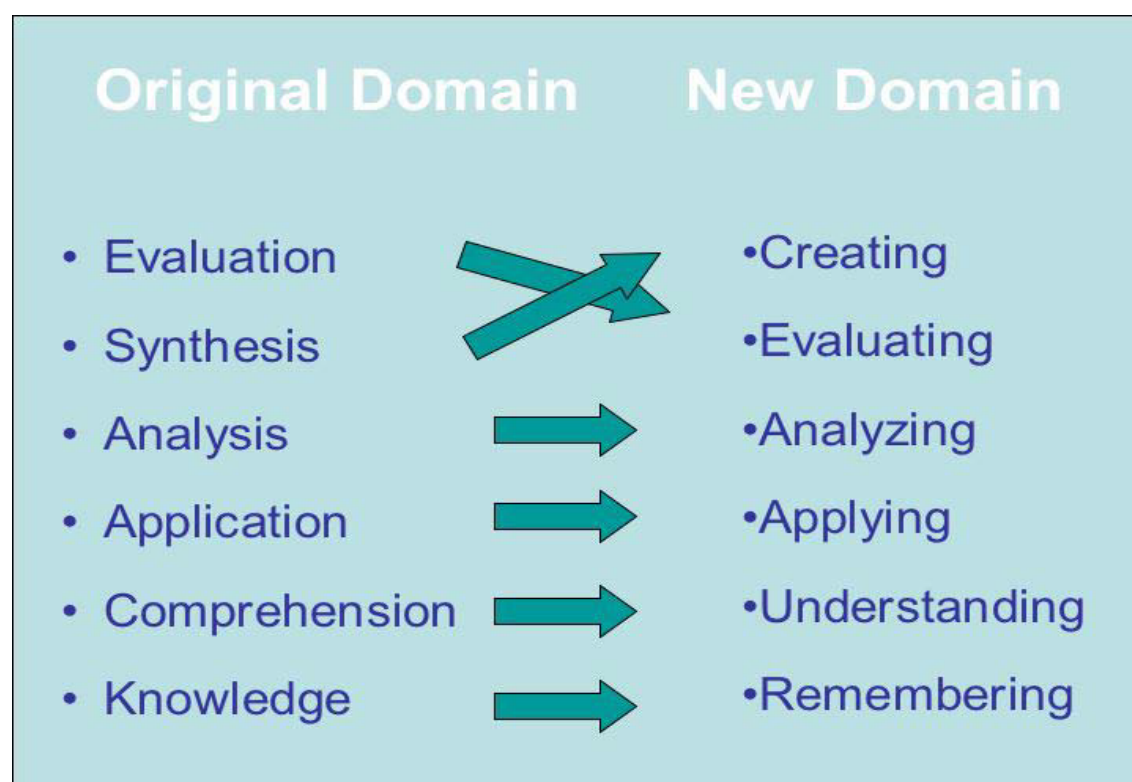 Original Domain New Domain
• Evaluation •Creating
• Synthesis •Evaluating
• Analysis •Analyzing
• Application •Applying
• Comprehension •Understanding
• Knowledge •Remembering